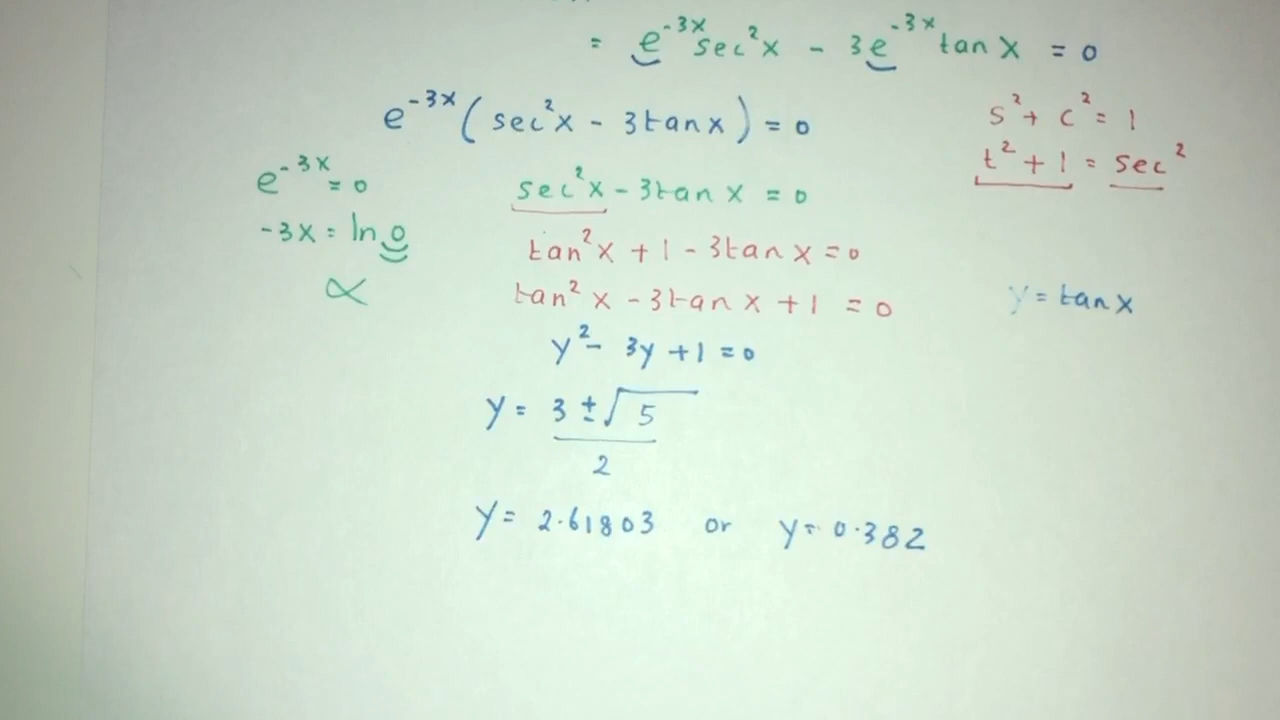 = e^-3x sec²x - 3e^-3x tan x = 0
e^-3x (sec²x - 3tan x) = 0
s² + c² = 1
t² + 1 = sec²
e^-3x = 0
-3x = ln 0
∝
sec²x - 3tan x = 0
tan²x + 1 - 3tan x = 0
tan²x - 3tan x + 1 = 0
y = tan x
y² - 3y + 1 = 0
y = 3 ± √5
2
y = 2.61803 or y = 0.382